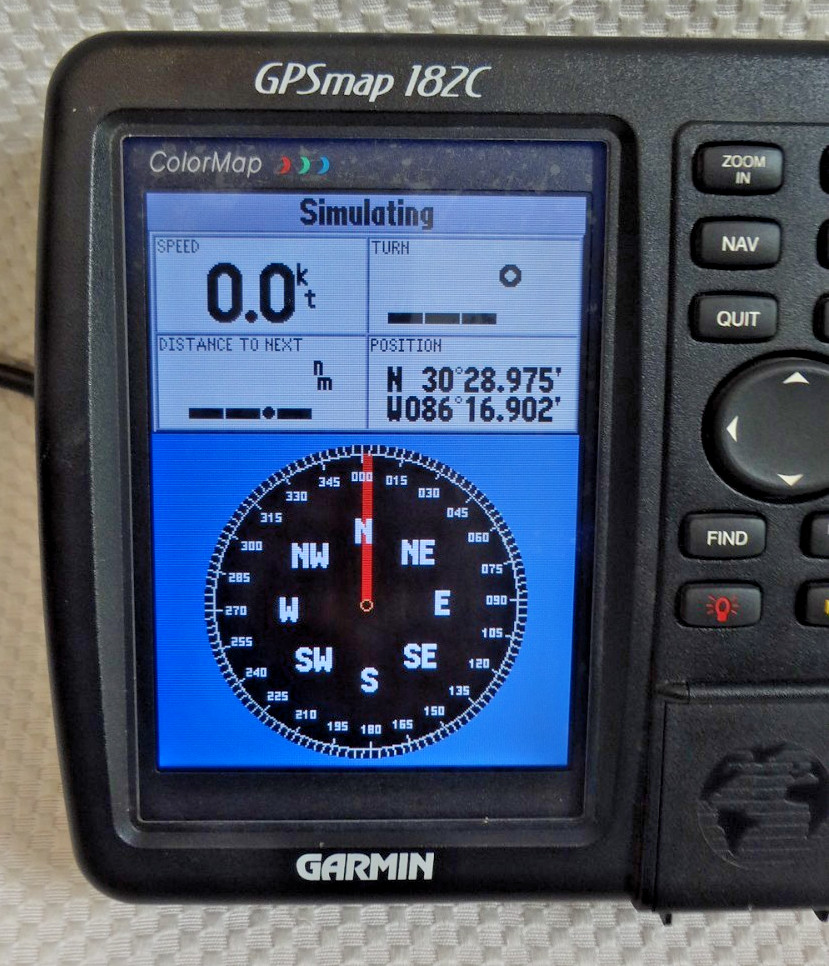 GPSmap 182C
ColorMap
Simulating
SPEED
0.0 kt
TURN
°
DISTANCE TO NEXT
nm
POSITION
N 30°28.975'
W086°16.902'
000
015
030
045
060
075
090
105
120
135
150
165
180
195
210
225
240
255
270
285
300
315
330
345
N
NE
E
SE
S
SW
W
NW
GARMIN
ZOOM
IN
NAV
QUIT
FIND